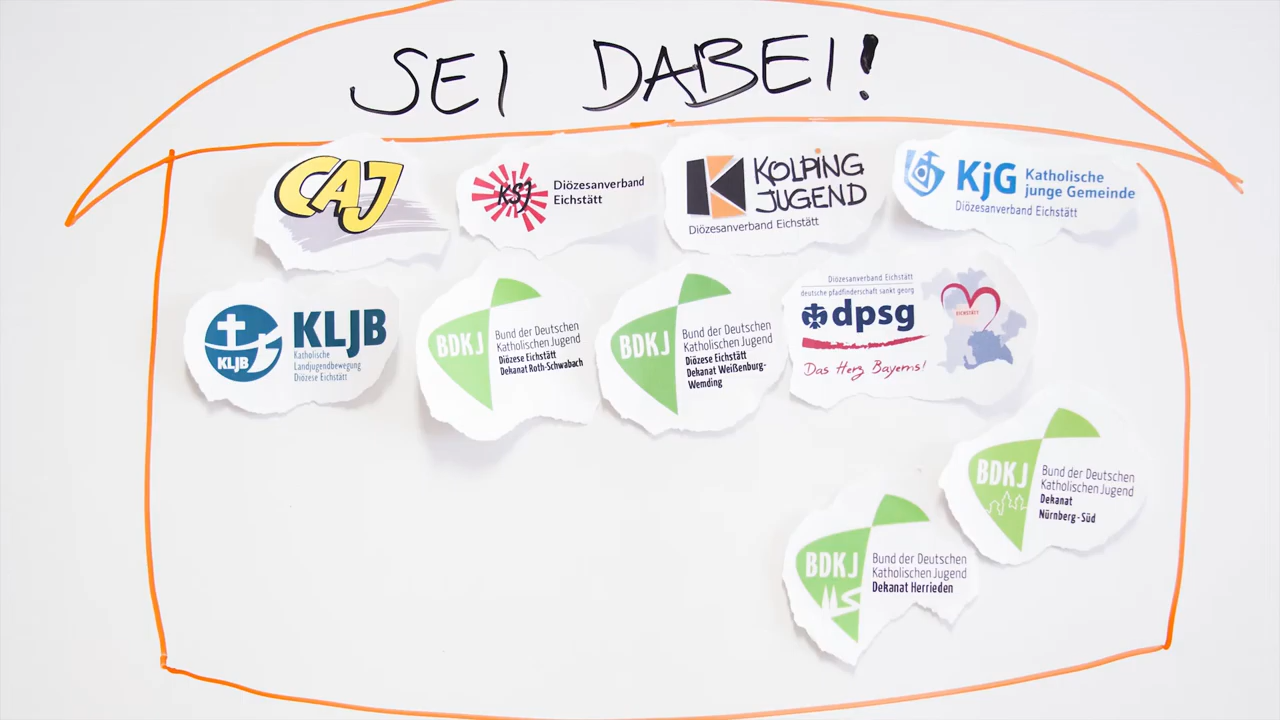 SEI DABEI!
CAJ
KSJ
Diözesanverband
Eichstätt
KOLPING
JUGEND
Diözesanverband Eichstätt
KjG
Katholische
junge Gemeinde
Diözesanverband Eichstätt
KLJB
KLJB
Katholische
Landjugendbewegung
Diözese Eichstätt
BDKJ
Bund der Deutschen
Katholischen Jugend
Diözese Eichstätt
Dekanat Roth-Schwabach
BDKJ
Bund der Deutschen
Katholischen Jugend
Diözese Eichstätt
Dekanat Weißenburg-
Wemding
Diözesanverband Eichstätt
deutsche pfadfinderschaft sankt georg
dpsg
Das Herz Bayerns!
EICHSTÄTT
BDKJ
Bund der Deutschen
Katholischen Jugend
Dekanat
Nürnberg-Süd
BDKJ
Bund der Deutschen
Katholischen Jugend
Dekanat Herrieden